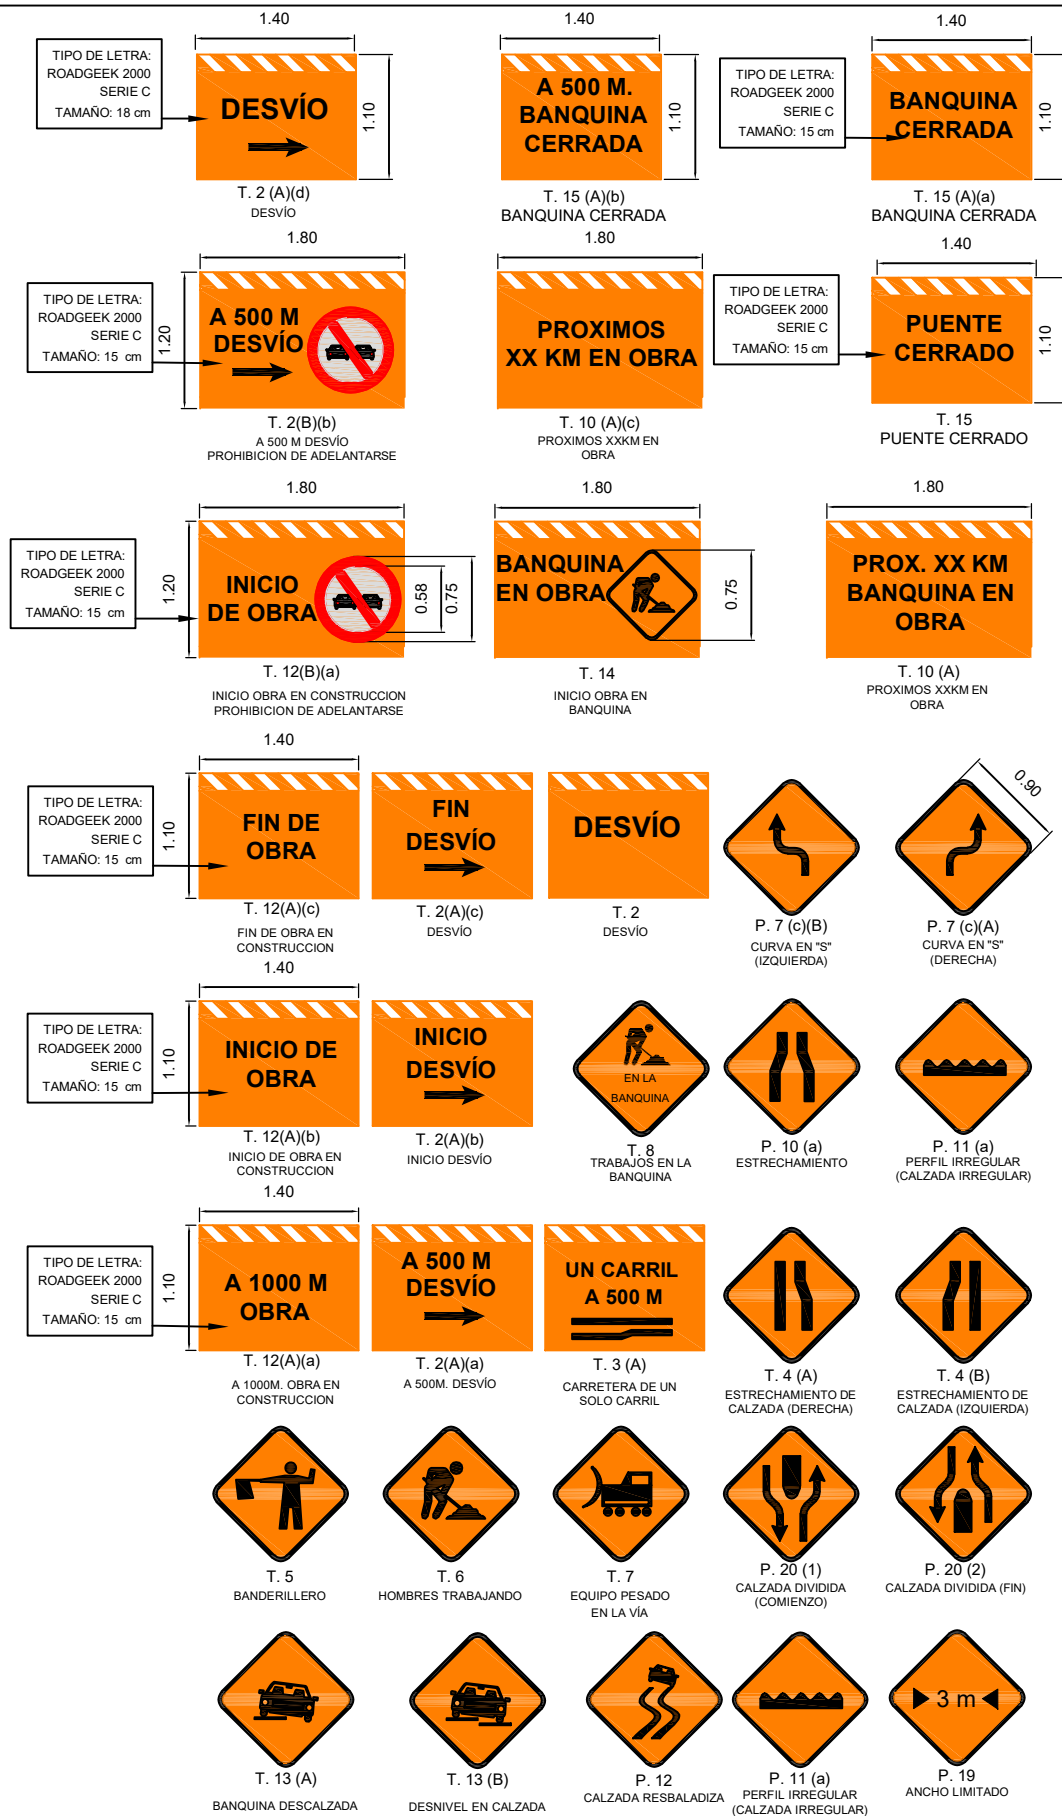 1.40
1.40
1.40
TIPO DE LETRA:
ROADGEEK 2000
SERIE C
TAMAÑO: 18 cm
DESVÍO
1.10
T. 2 (A)(d)
DESVÍO
A 500 M.
BANQUINA
CERRADA
1.10
T. 15 (A)(b)
BANQUINA CERRADA
TIPO DE LETRA:
ROADGEEK 2000
SERIE C
TAMAÑO: 15 cm
BANQUINA
CERRADA
1.10
T. 15 (A)(a)
BANQUINA CERRADA
1.80
1.80
1.40
TIPO DE LETRA:
ROADGEEK 2000
SERIE C
TAMAÑO: 15 cm
1.20
A 500 M
DESVÍO
T. 2(B)(b)
A 500 M DESVÍO
PROHIBICION DE ADELANTARSE
PROXIMOS
XX KM EN OBRA
T. 10 (A)(c)
PROXIMOS XXKM EN
OBRA
TIPO DE LETRA:
ROADGEEK 2000
SERIE C
TAMAÑO: 15 cm
PUENTE
CERRADO
1.10
T. 15
PUENTE CERRADO
1.80
1.80
1.80
TIPO DE LETRA:
ROADGEEK 2000
SERIE C
TAMAÑO: 15 cm
1.20
INICIO
DE OBRA
0.58
0.75
T. 12(B)(a)
INICIO OBRA EN CONSTRUCCION
PROHIBICION DE ADELANTARSE
BANQUINA
EN OBRA
0.75
T. 14
INICIO OBRA EN
BANQUINA
PROX. XX KM
BANQUINA EN
OBRA
T. 10 (A)
PROXIMOS XXKM EN
OBRA
1.40
TIPO DE LETRA:
ROADGEEK 2000
SERIE C
TAMAÑO: 15 cm
1.10
FIN DE
OBRA
T. 12(A)(c)
FIN DE OBRA EN
CONSTRUCCION
FIN
DESVÍO
T. 2(A)(c)
DESVÍO
DESVÍO
T. 2
DESVÍO
P. 7 (c)(B)
CURVA EN "S"
(IZQUIERDA)
0.90
P. 7 (c)(A)
CURVA EN "S"
(DERECHA)
1.40
TIPO DE LETRA:
ROADGEEK 2000
SERIE C
TAMAÑO: 15 cm
1.10
INICIO DE
OBRA
T. 12(A)(b)
INICIO DE OBRA EN
CONSTRUCCION
INICIO
DESVÍO
T. 2(A)(b)
INICIO DESVÍO
EN LA
BANQUINA
T. 8
TRABAJOS EN LA
BANQUINA
P. 10 (a)
ESTRECHAMIENTO
P. 11 (a)
PERFIL IRREGULAR
(CALZADA IRREGULAR)
1.40
TIPO DE LETRA:
ROADGEEK 2000
SERIE C
TAMAÑO: 15 cm
1.10
A 1000 M
OBRA
T. 12(A)(a)
A 1000M. OBRA EN
CONSTRUCCION
A 500 M
DESVÍO
T. 2(A)(a)
A 500M. DESVÍO
UN CARRIL
A 500 M
T. 3 (A)
CARRETERA DE UN
SOLO CARRIL
T. 4 (A)
ESTRECHAMIENTO DE
CALZADA (DERECHA)
T. 4 (B)
ESTRECHAMIENTO DE
CALZADA (IZQUIERDA)
T. 5
BANDERILLERO
T. 6
HOMBRES TRABAJANDO
T. 7
EQUIPO PESADO
EN LA VÍA
P. 20 (1)
CALZADA DIVIDIDA
(COMIENZO)
P. 20 (2)
CALZADA DIVIDIDA (FIN)
T. 13 (A)
BANQUINA DESCALZADA
T. 13 (B)
DESNIVEL EN CALZADA
P. 12
CALZADA RESBALADIZA
P. 11 (a)
PERFIL IRREGULAR
(CALZADA IRREGULAR)
3 m
P. 19
ANCHO LIMITADO